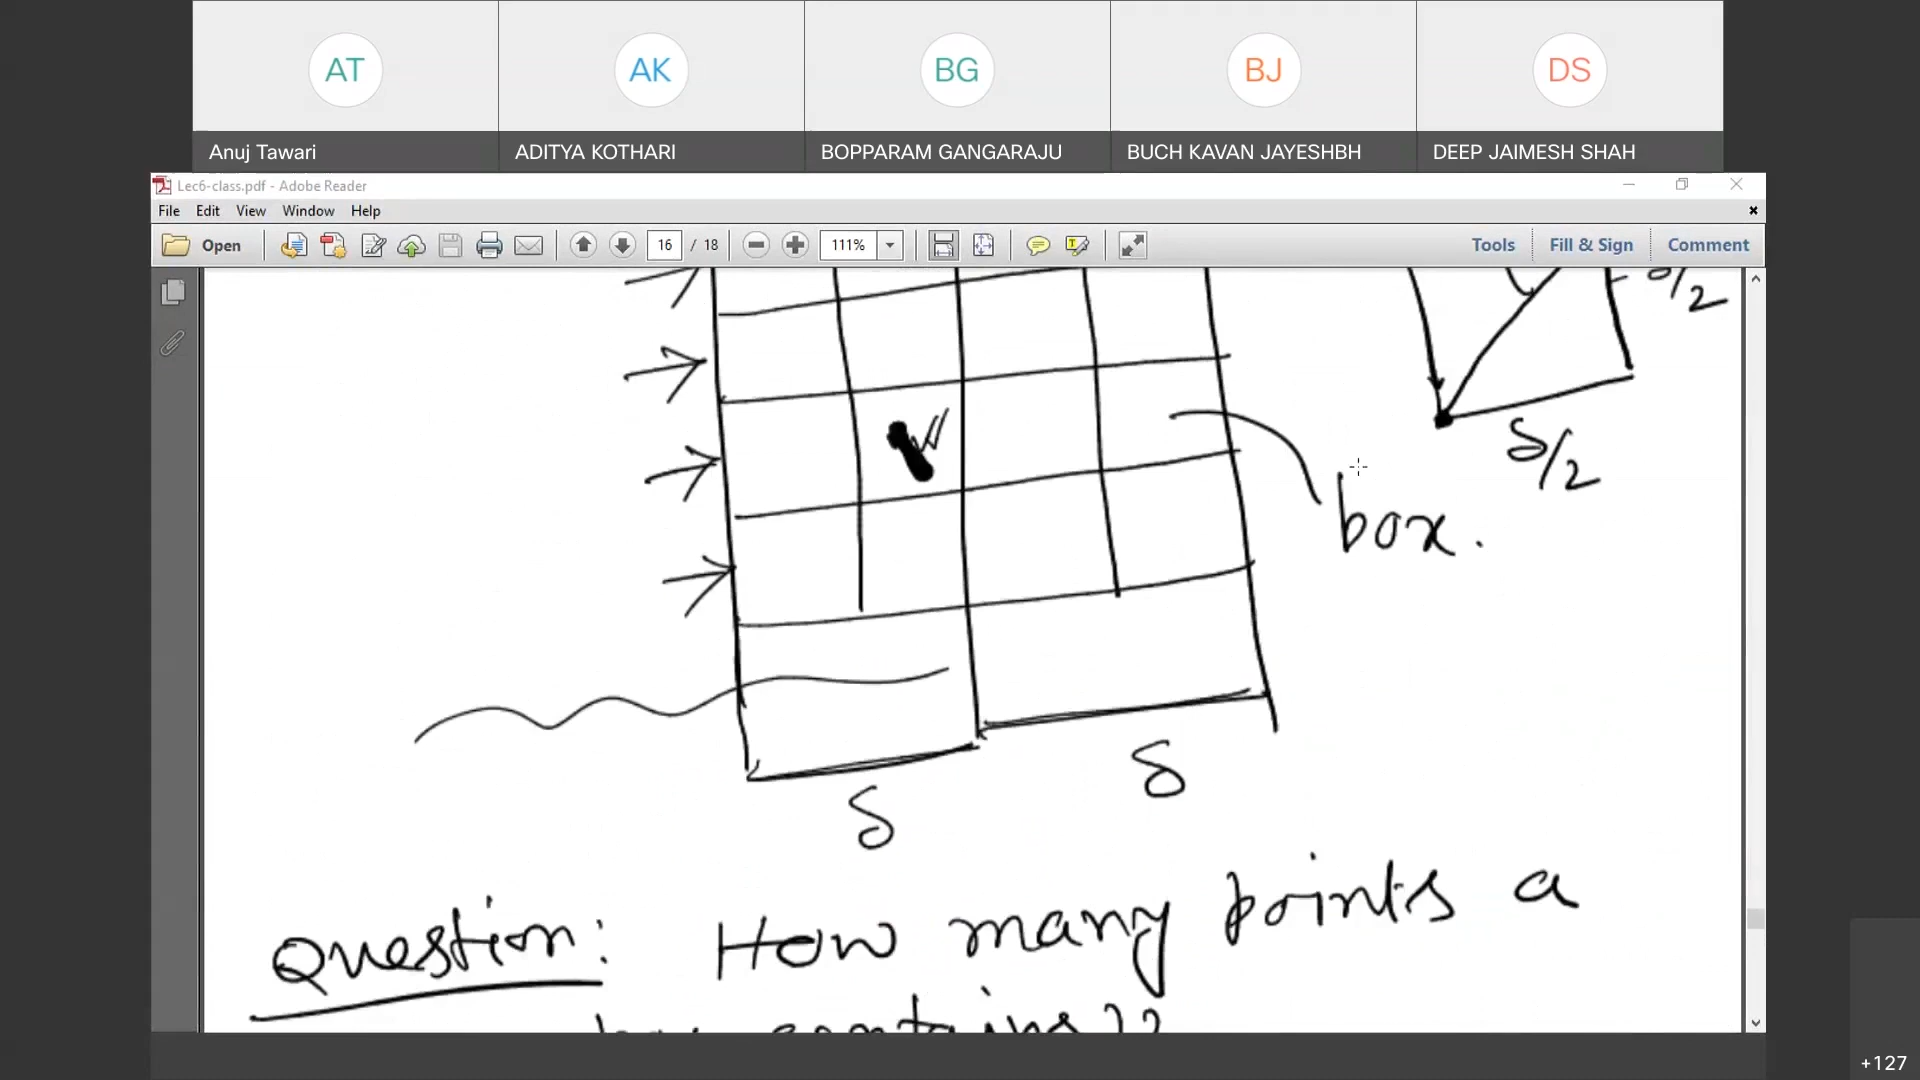 AT
AK
BG
BJ
DS
Anuj Tawari
ADITYA KOTHARI
BOPPARAM GANGARAJU
BUCH KAVAN JAYESHBH
DEEP JAIMESH SHAH
Lec6-class.pdf - Adobe Reader
File Edit View Window Help
Open 16 / 18 111% Tools Fill & Sign Comment
δ/2
δ/2
box.
δ
δ
Question: How many points a
box contains??
+127